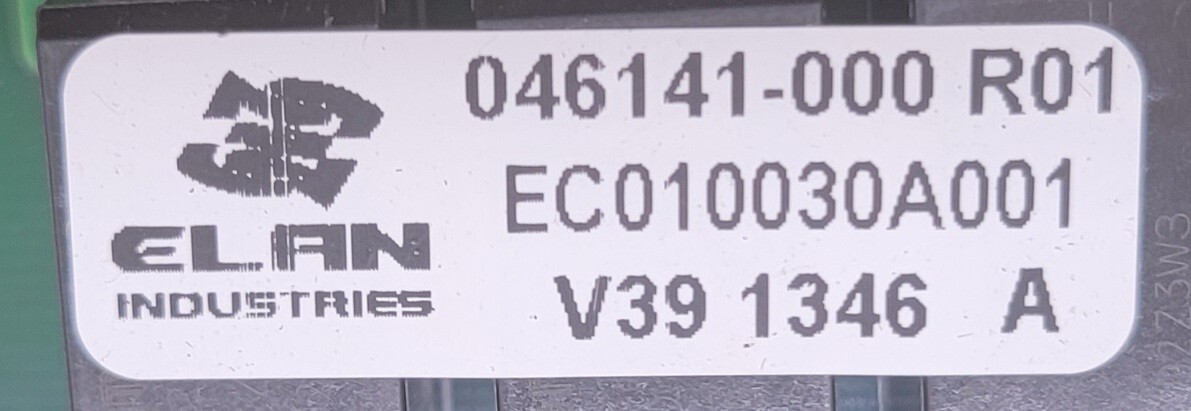 046141-000 R01
EC010030A001
V39 1346 A
ELAN
INDUSTRIES